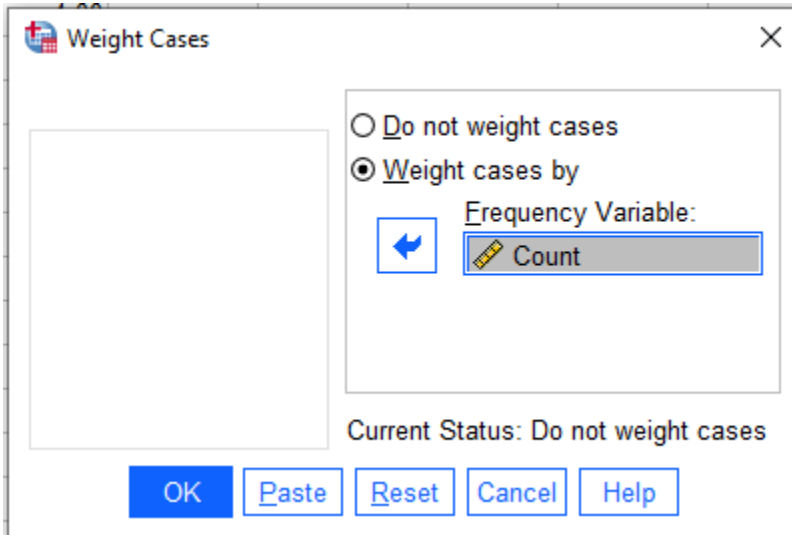 Weight Cases
Do not weight cases
Weight cases by
Frequency Variable:
Count
Current Status: Do not weight cases
OK Paste Reset Cancel Help